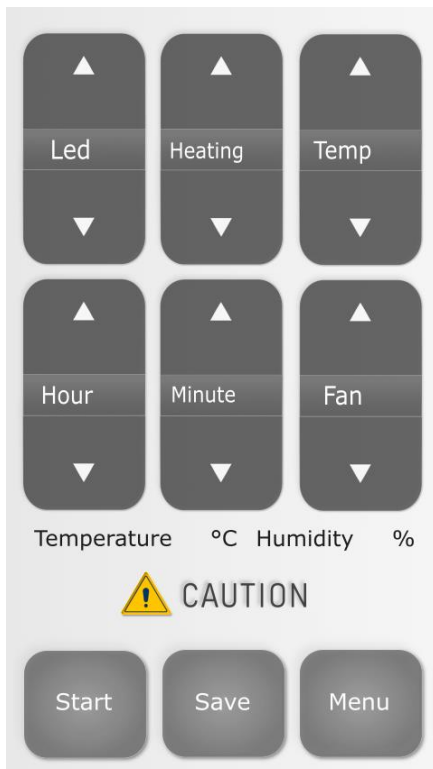 Led Heating Temp
Hour Minute Fan
Temperature °C Humidity %
CAUTION
Start Save Menu